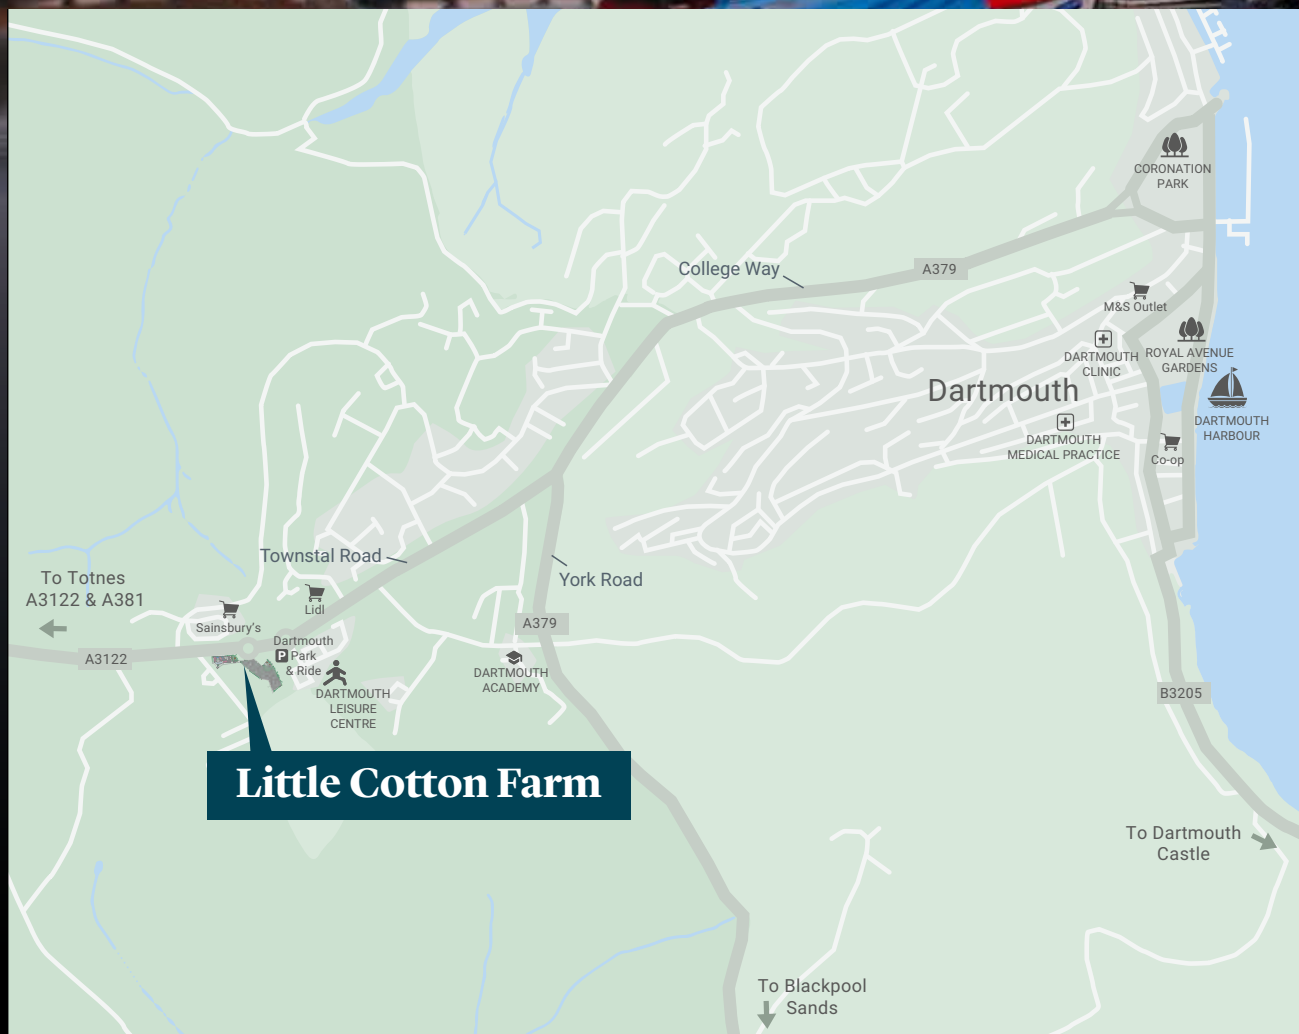 CORONATION
PARK
College Way
A379
M&S Outlet
DARTMOUTH
CLINIC
ROYAL AVENUE
GARDENS
Dartmouth
DARTMOUTH
HARBOUR
DARTMOUTH
MEDICAL PRACTICE
Co-op
Townstal Road
York Road
To Totnes
A3122 & A381
Lidl
Sainsbury's
A379
Dartmouth
P Park
& Ride
A3122
DARTMOUTH
ACADEMY
DARTMOUTH
LEISURE
CENTRE
B3205
Little Cotton Farm
To Dartmouth
Castle
To Blackpool
Sands